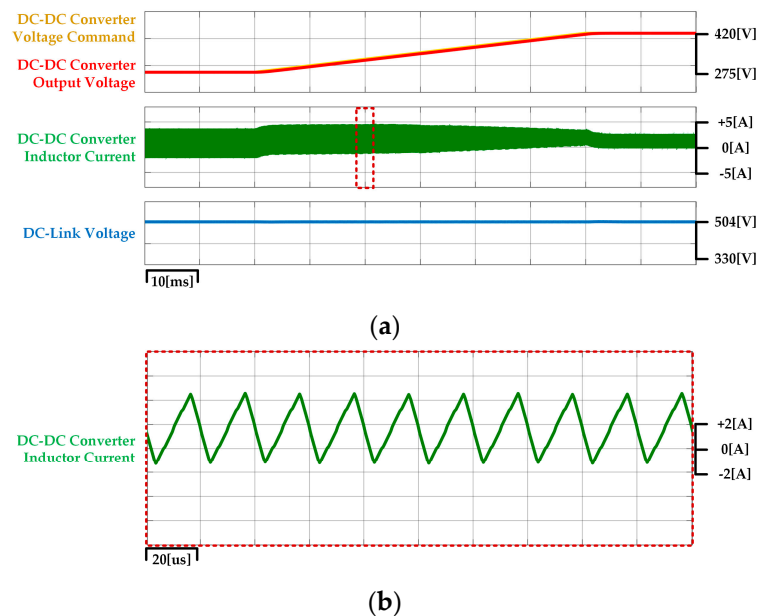 DC-DC Converter
Voltage Command
DC-DC Converter
Output Voltage
420[V]
275[V]
DC-DC Converter
Inductor Current
+5[A]
0[A]
-5[A]
DC-Link Voltage
504[V]
330[V]
10[ms]
(a)
DC-DC Converter
Inductor Current
+2[A]
0[A]
-2[A]
20[us]
(b)